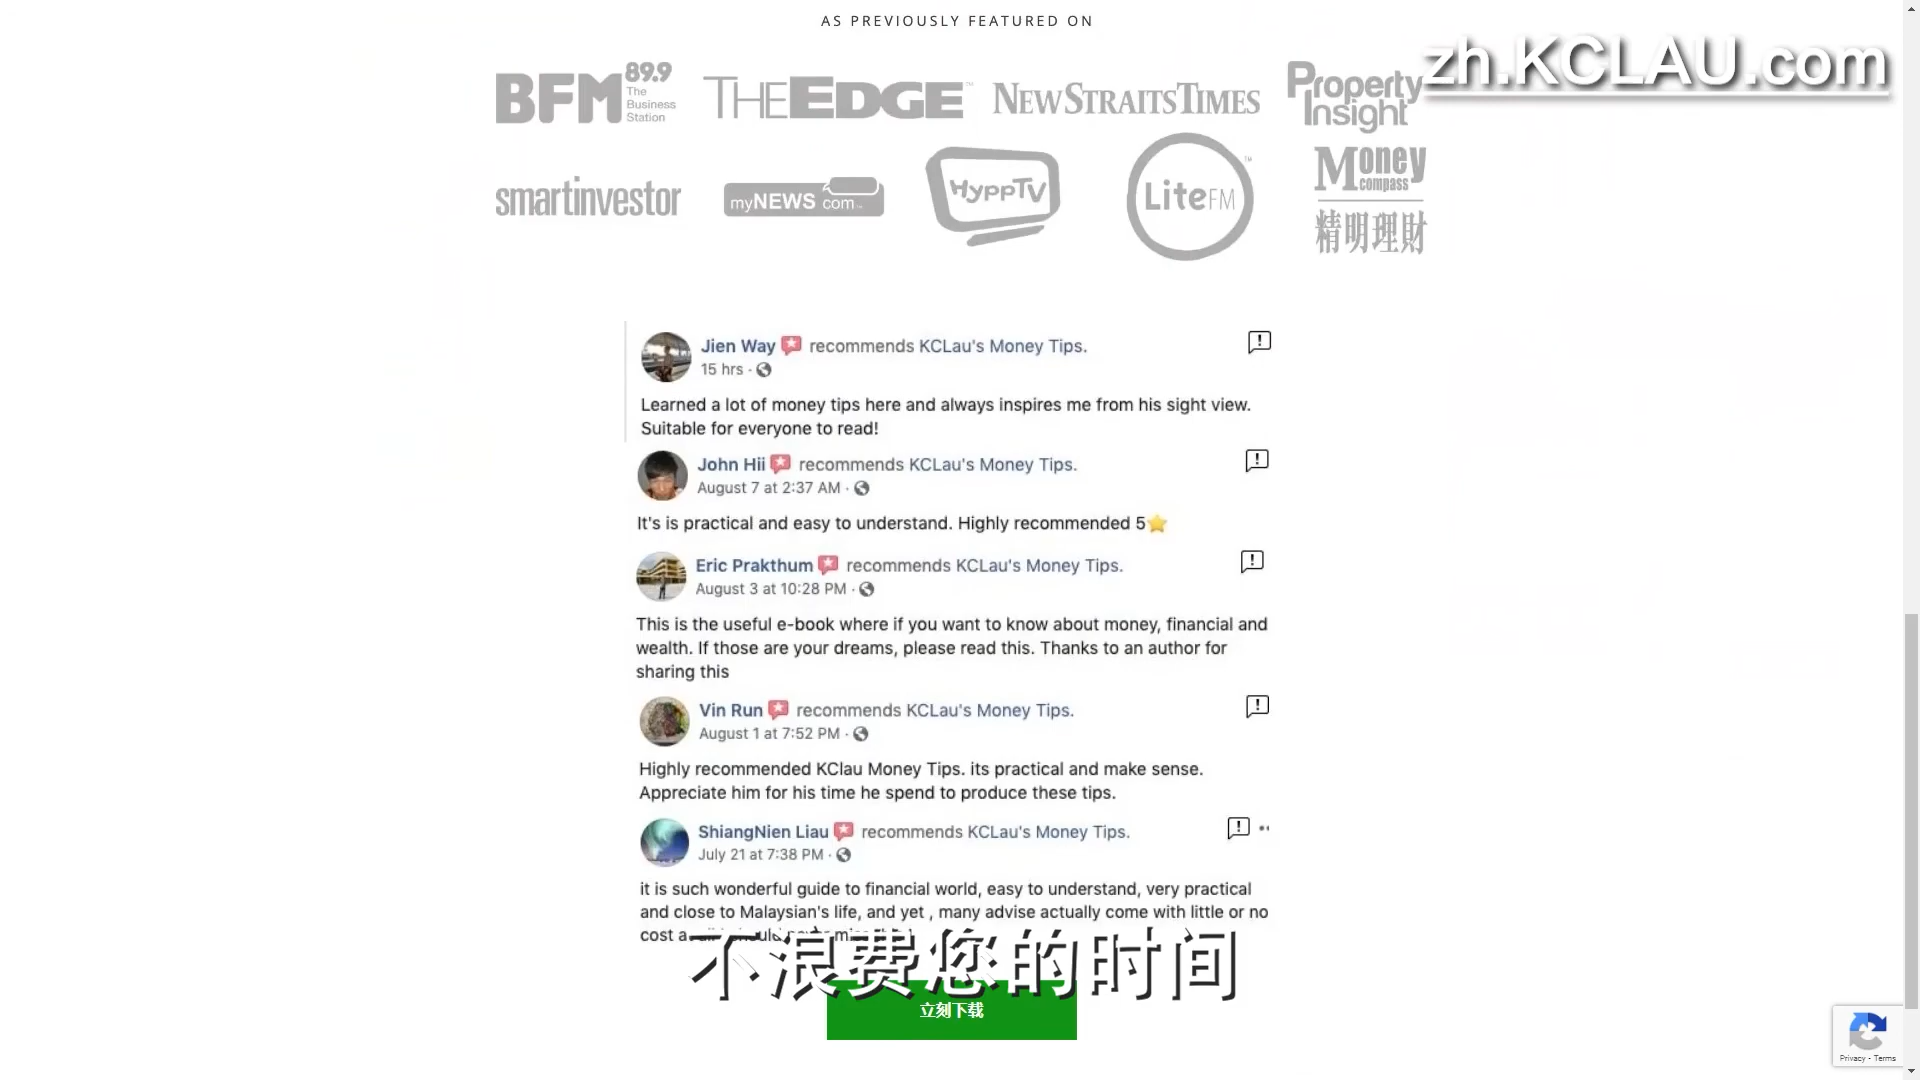 AS PREVIOUSLY FEATURED ON
zh.KCLAU.com
BFM 89.9 The Business Station
THE EDGE
NEW STRAITS TIMES
Property Insight
smartinvestor
myNEWS com
HyppTV
LiteFM
Money compass
精明理財
Jien Way recommends KCLau's Money Tips.
15 hrs ·
Learned a lot of money tips here and always inspires me from his sight view.
Suitable for everyone to read!
John Hii recommends KCLau's Money Tips.
August 7 at 2:37 AM ·
It's is practical and easy to understand. Highly recommended 5⭐
Eric Prakthum recommends KCLau's Money Tips.
August 3 at 10:28 PM ·
This is the useful e-book where if you want to know about money, financial and
wealth. If those are your dreams, please read this. Thanks to an author for
sharing this
Vin Run recommends KCLau's Money Tips.
August 1 at 7:52 PM ·
Highly recommended KClau Money Tips. its practical and make sense.
Appreciate him for his time he spend to produce these tips.
ShiangNien Liau recommends KCLau's Money Tips.
July 21 at 7:38 PM ·
it is such wonderful guide to financial world, easy to understand, very practical
and close to Malaysian's life, and yet , many advise actually come with little or no
cost
不浪费您的时间
立刻下载
Privacy - Terms